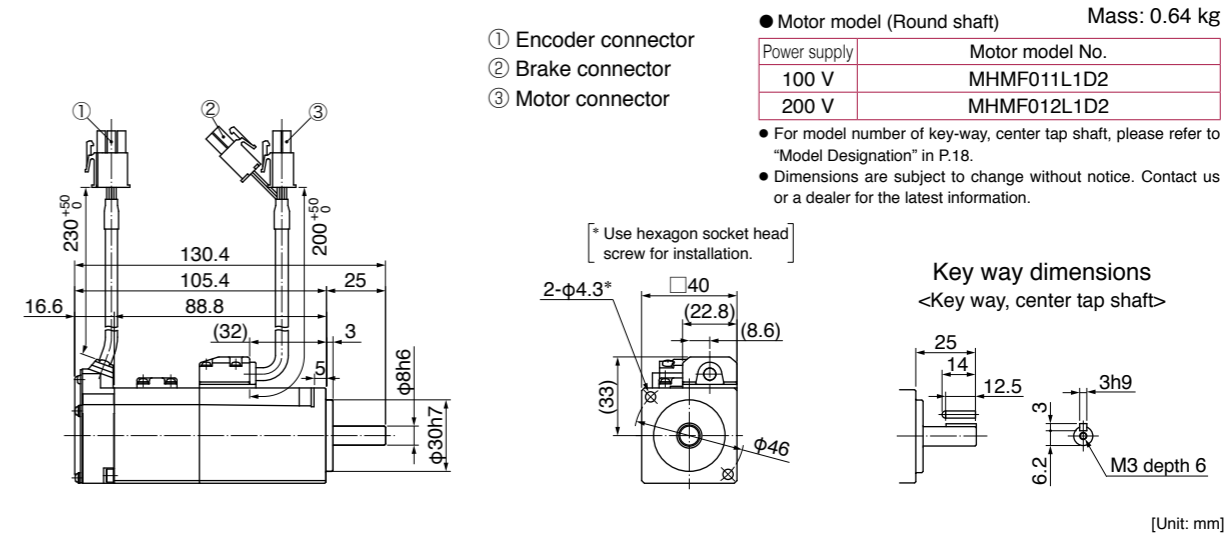 ① Encoder connector
② Brake connector
③ Motor connector
● Motor model (Round shaft)
Mass: 0.64 kg
Power supply Motor model No.
100 V MHMF011L1D2
200 V MHMF012L1D2
● For model number of key-way, center tap shaft, please refer to
“Model Designation” in P.18.
● Dimensions are subject to change without notice. Contact us
or a dealer for the latest information.
①
②
③
230 +50 0
200 +50 0
130.4
105.4
25
16.6
88.8
(32)
3
5
ϕ8h6
ϕ30h7
* Use hexagon socket head
screw for installation.
2-ϕ4.3*
□40
(22.8)
(8.6)
(33)
ϕ46
Key way dimensions
<Key way, center tap shaft>
25
14
12.5
3h9
3
6.2
M3 depth 6
[Unit: mm]